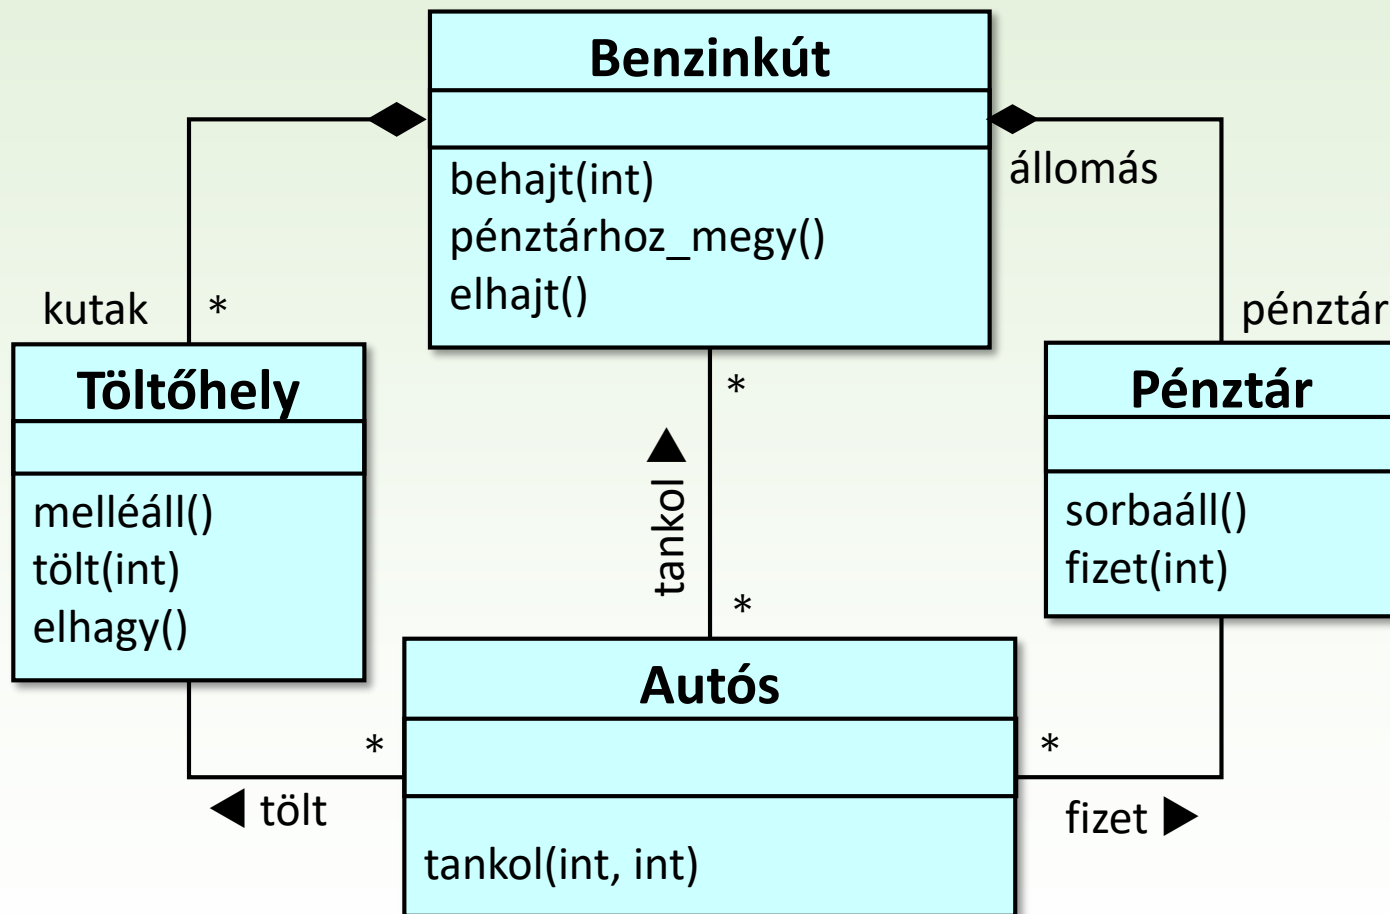 Benzinkút
behajt(int)
pénztárhoz_megy()
elhajt()
állomás
kutak
*
pénztár
Töltőhely
melléáll()
tölt(int)
elhagy()
*
tankol ▲
*
Pénztár
sorbaáll()
fizet(int)
Autós
tankol(int, int)
*
◀ tölt
*
fizet ▶